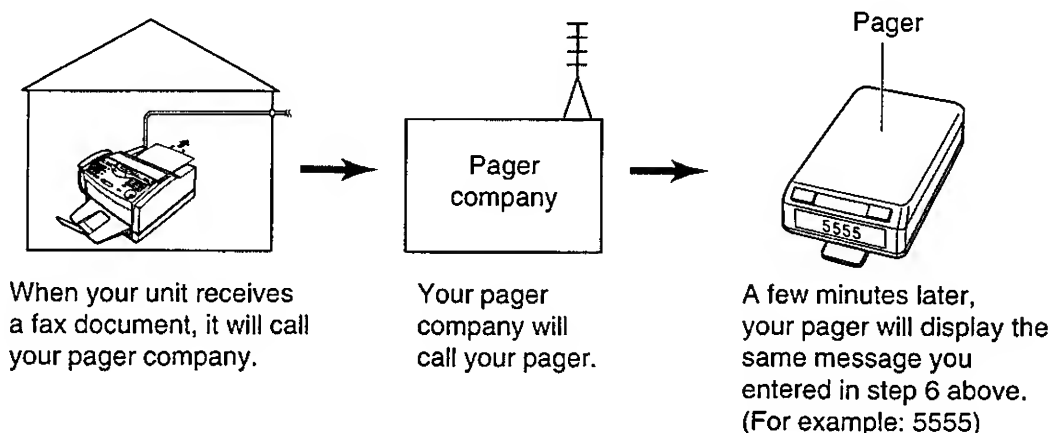 Pager
Pager
company
5555
When your unit receives
a fax document, it will call
your pager company.
Your pager
company will
call your pager.
A few minutes later,
your pager will display the
same message you
entered in step 6 above.
(For example: 5555)